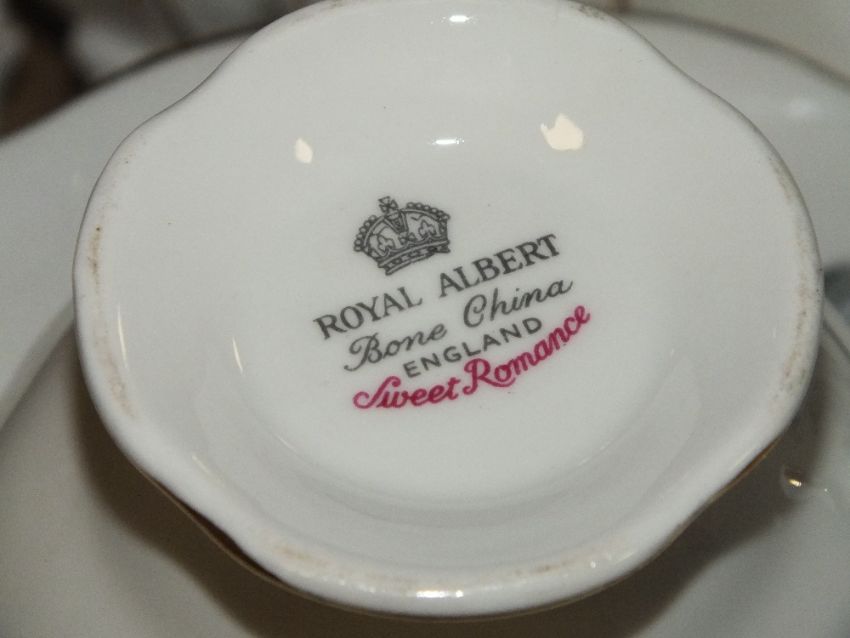 ROYAL ALBERT
Bone China
ENGLAND
Sweet Romance